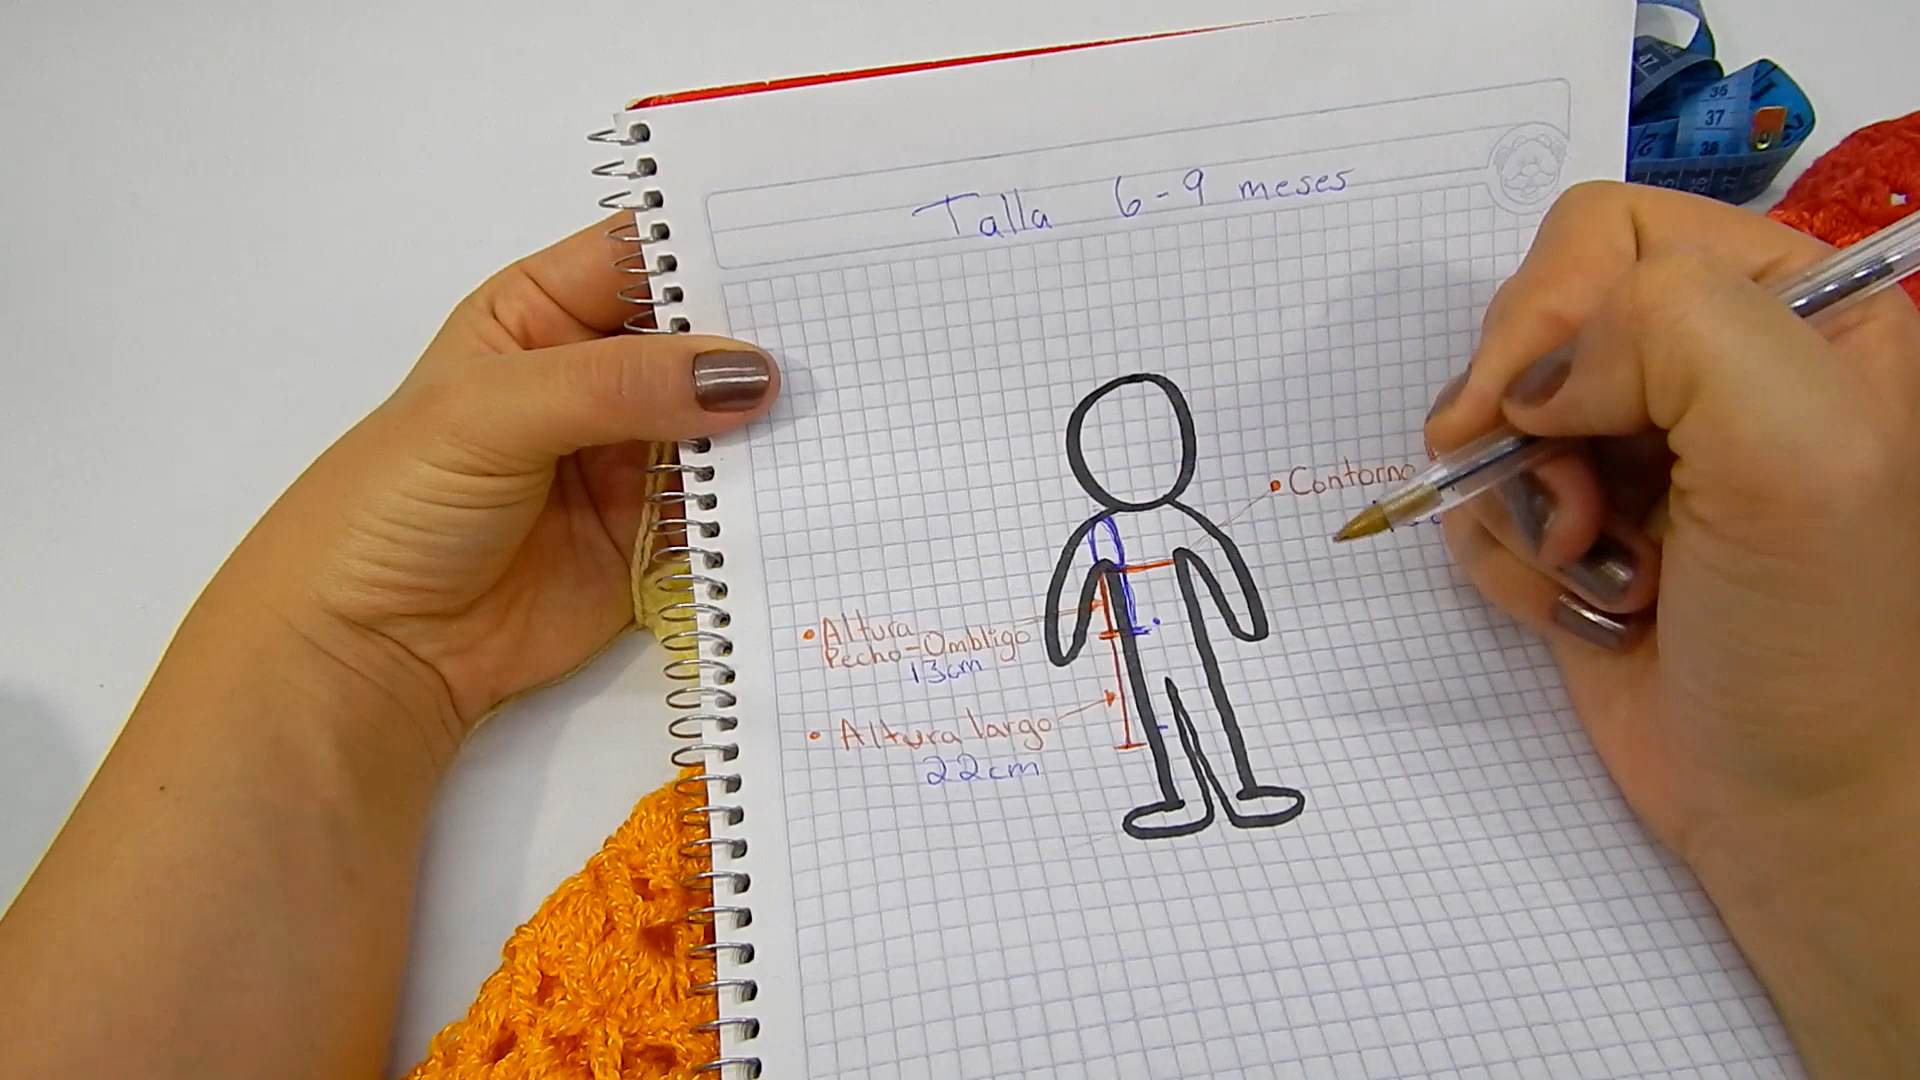 Talla 6-9 meses
• Contorno
• Altura
Pecho-Ombligo
13cm
• Altura largo
22cm
36
37
38